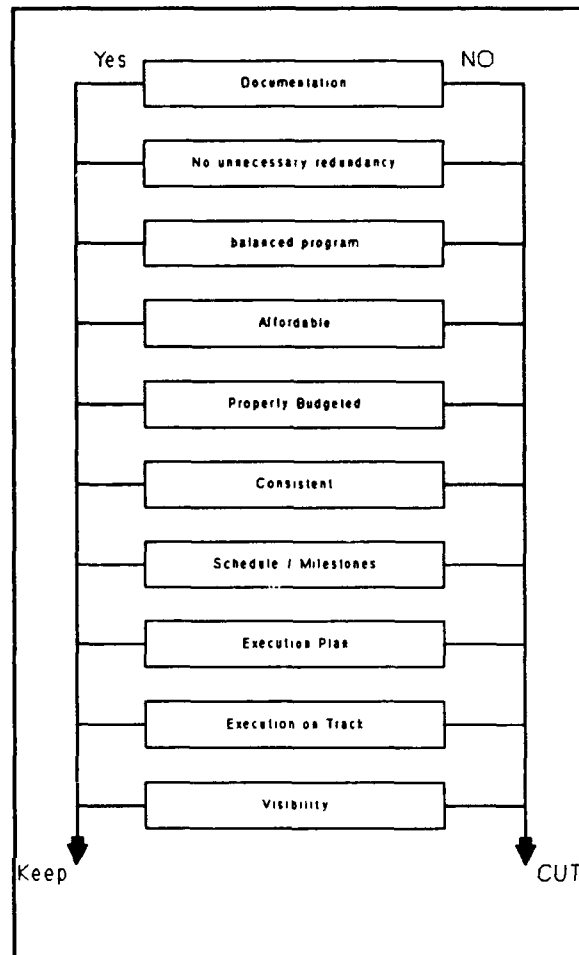 Yes NO
Documentation
No unnecessary redundancy
balanced program
Affordable
Properly Budgeted
Consistent
Schedule / Milestones
Execution Plan
Execution on Track
Visibility
Keep CUT